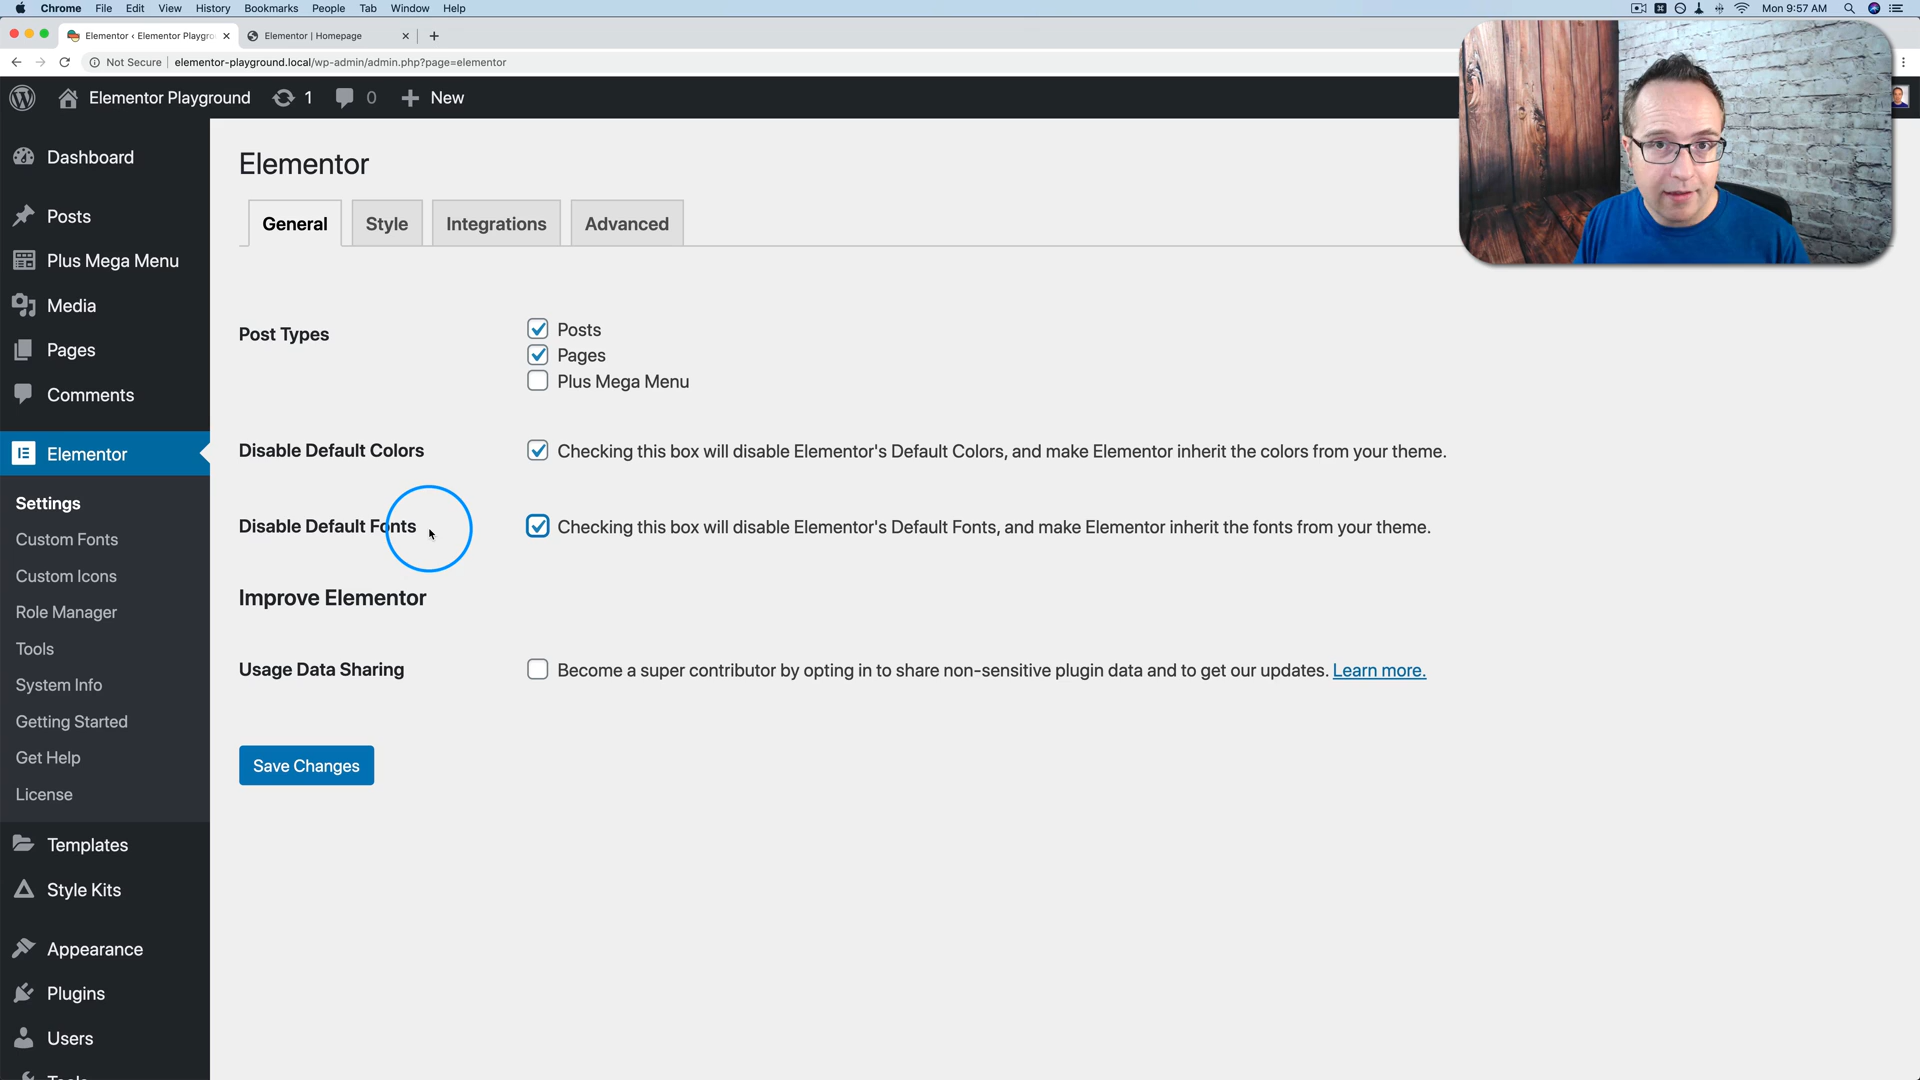 Chrome File Edit View History Bookmarks People Tab Window Help Mon 9:57 AM
Elementor ‹ Elementor Playgro Elementor | Homepage
Not Secure elementor-playground.local/wp-admin/admin.php?page=elementor
Elementor Playground 1 0 New
Dashboard
Posts
Plus Mega Menu
Media
Pages
Comments
Elementor
Settings
Custom Fonts
Custom Icons
Role Manager
Tools
System Info
Getting Started
Get Help
License
Templates
Style Kits
Appearance
Plugins
Users
Elementor
General Style Integrations Advanced
Post Types
Posts
Pages
Plus Mega Menu
Disable Default Colors Checking this box will disable Elementor's Default Colors, and make Elementor inherit the colors from your theme.
Disable Default Fonts Checking this box will disable Elementor's Default Fonts, and make Elementor inherit the fonts from your theme.
Improve Elementor
Usage Data Sharing Become a super contributor by opting in to share non-sensitive plugin data and to get our updates. Learn more.
Save Changes